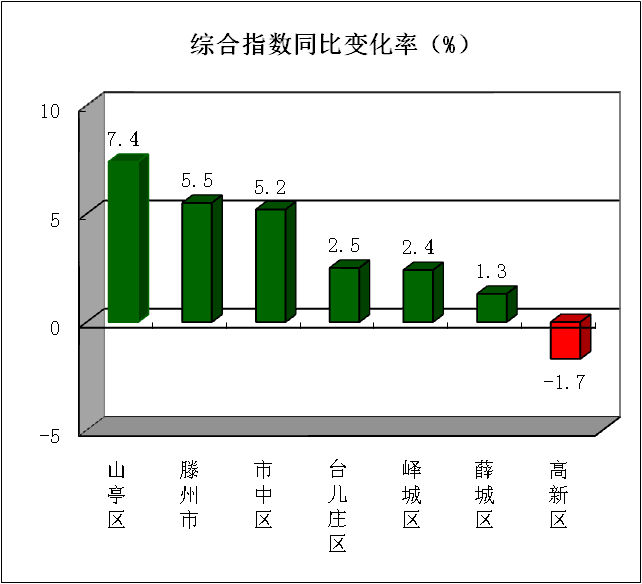 综合指数同比变化率（%）
10
5
0
-5
7.4
5.5
5.2
2.5
2.4
1.3
-1.7
山亭区
滕州市
市中区
台儿庄区
峄城区
薛城区
高新区